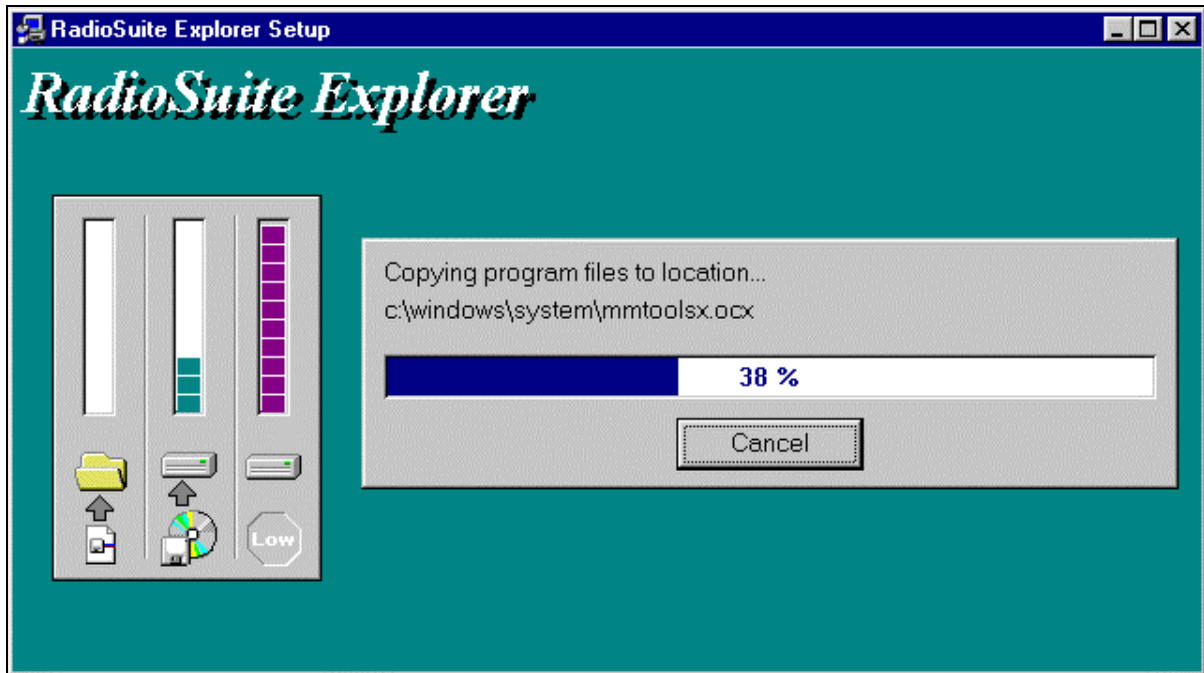 RadioSuite Explorer Setup
RadioSuite Explorer
Copying program files to location...
c:\windows\system\mmtoolsx.ocx
38 %
Cancel
Low